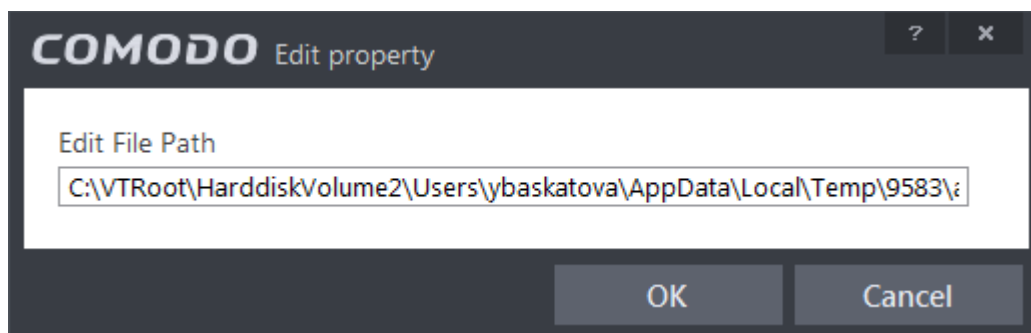 COMODO Edit property ? ×
Edit File Path
C:\VTRoot\HarddiskVolume2\Users\ybaskatova\AppData\Local\Temp\9583\
OK Cancel